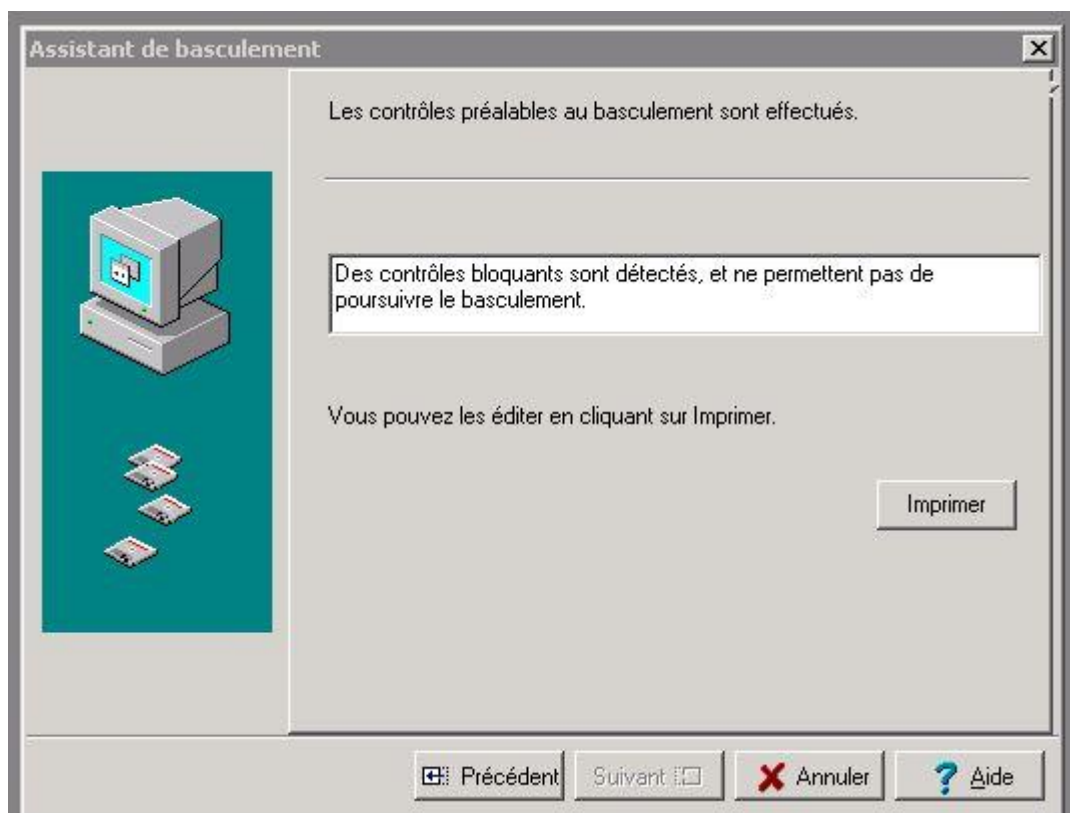 Assistant de basculement
Les contrôles préalables au basculement sont effectués.
Des contrôles bloquants sont détectés, et ne permettent pas de
poursuivre le basculement.
Vous pouvez les éditer en cliquant sur Imprimer.
Imprimer
Précédent
Suivant
Annuler
Aide